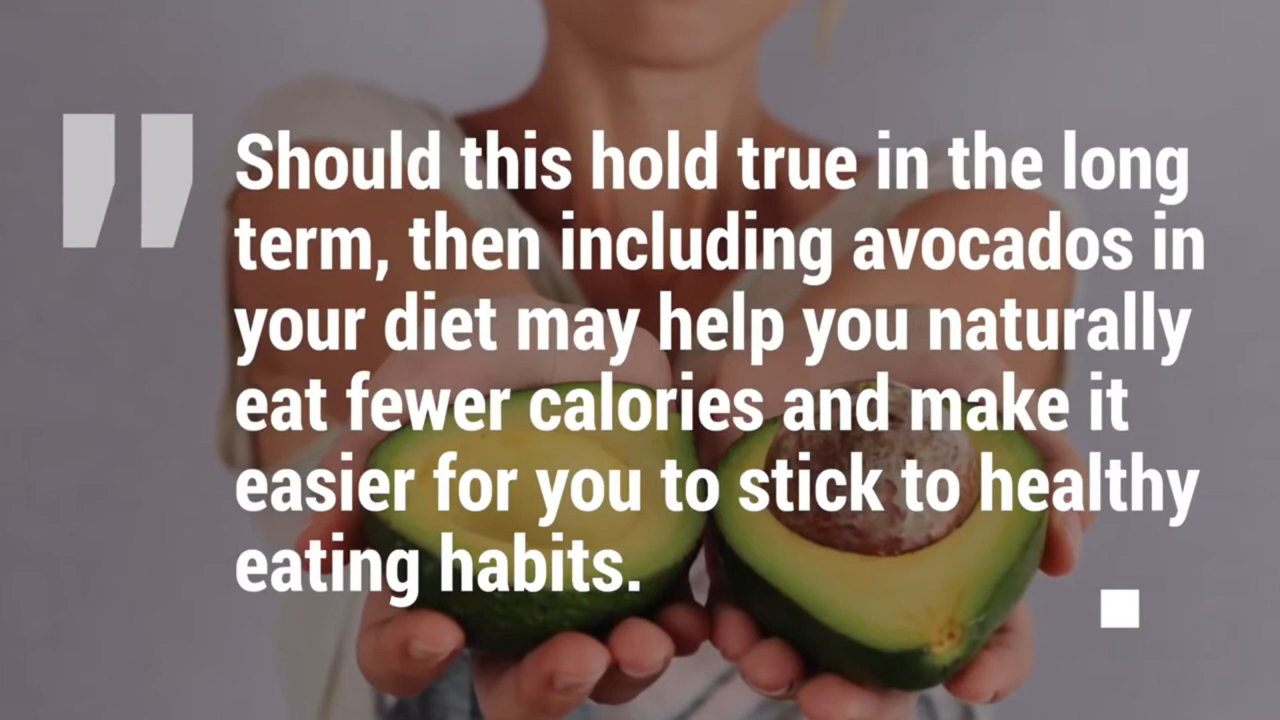 "
Should this hold true in the long
term, then including avocados in
your diet may help you naturally
eat fewer calories and make it
easier for you to stick to healthy
eating habits.